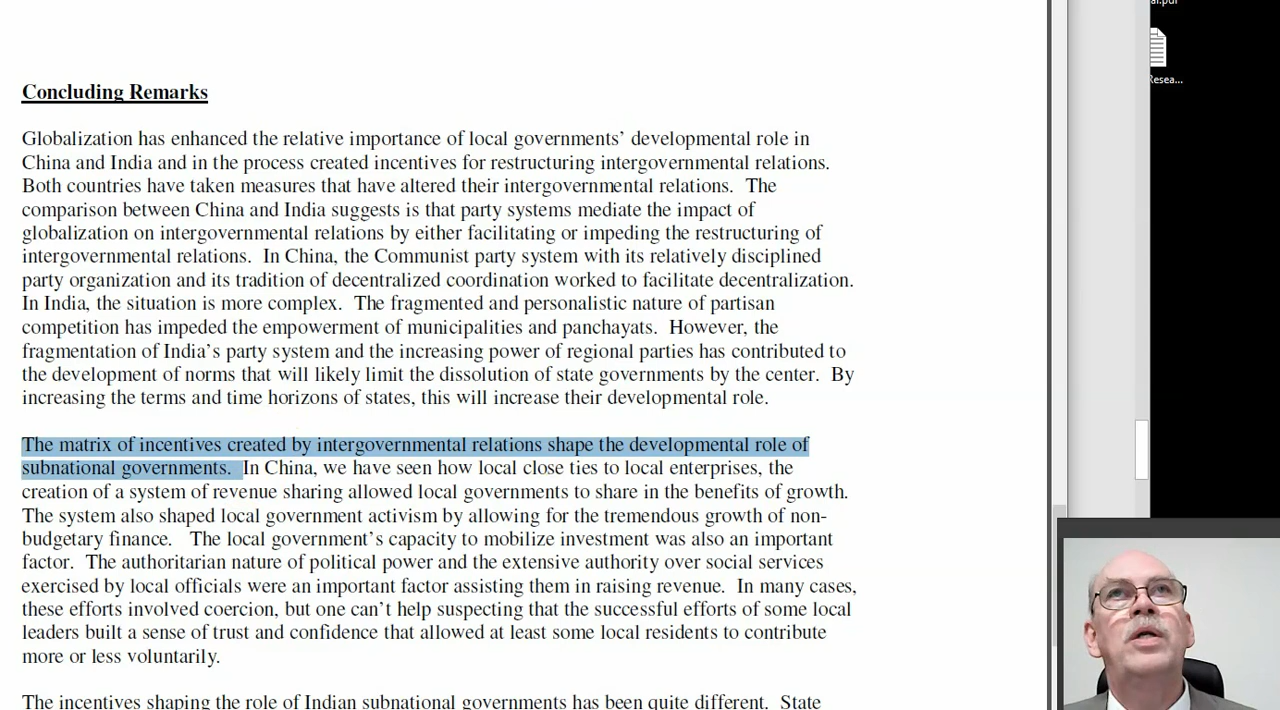 al.pdf
Resea...
Concluding Remarks
Globalization has enhanced the relative importance of local governments’ developmental role in
China and India and in the process created incentives for restructuring intergovernmental relations.
Both countries have taken measures that have altered their intergovernmental relations.  The
comparison between China and India suggests is that party systems mediate the impact of
globalization on intergovernmental relations by either facilitating or impeding the restructuring of
intergovernmental relations.  In China, the Communist party system with its relatively disciplined
party organization and its tradition of decentralized coordination worked to facilitate decentralization.
In India, the situation is more complex.  The fragmented and personalistic nature of partisan
competition has impeded the empowerment of municipalities and panchayats.  However, the
fragmentation of India’s party system and the increasing power of regional parties has contributed to
the development of norms that will likely limit the dissolution of state governments by the center.  By
increasing the terms and time horizons of states, this will increase their developmental role.
The matrix of incentives created by intergovernmental relations shape the developmental role of
subnational governments.  In China, we have seen how local close ties to local enterprises, the
creation of a system of revenue sharing allowed local governments to share in the benefits of growth.
The system also shaped local government activism by allowing for the tremendous growth of non-
budgetary finance.   The local government’s capacity to mobilize investment was also an important
factor.  The authoritarian nature of political power and the extensive authority over social services
exercised by local officials were an important factor assisting them in raising revenue.  In many cases,
these efforts involved coercion, but one can’t help suspecting that the successful efforts of some local
leaders built a sense of trust and confidence that allowed at least some local residents to contribute
more or less voluntarily.
The incentives shaping the role of Indian subnational governments has been quite different.  State